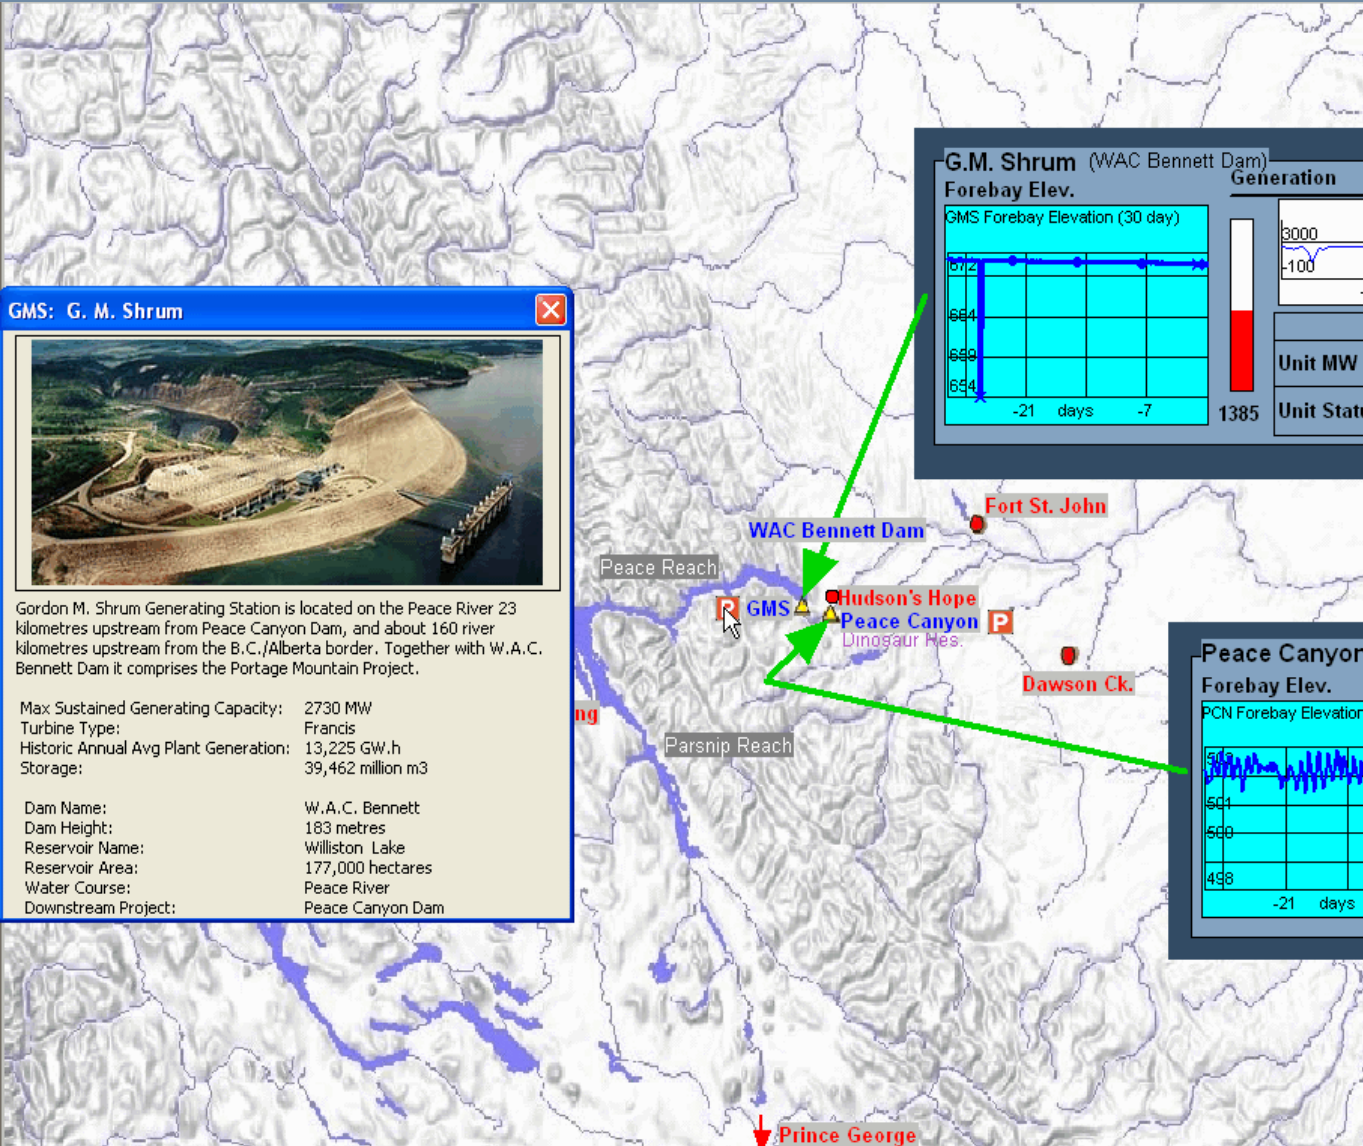 G.M. Shrum (WAC Bennett Dam)
Forebay Elev.
Generation
GMS Forebay Elevation (30 day)
672
664
659
654
-21 days -7
3000
-100
1385
Unit MW
GMS: G. M. Shrum
Gordon M. Shrum Generating Station is located on the Peace River 23
kilometres upstream from Peace Canyon Dam, and about 160 river
kilometres upstream from the B.C./Alberta border. Together with W.A.C.
Bennett Dam it comprises the Portage Mountain Project.
Max Sustained Generating Capacity: 2730 MW
Turbine Type: Francis
Historic Annual Avg Plant Generation: 13,225 GW.h
Storage: 39,462 million m3
Dam Name: W.A.C. Bennett
Dam Height: 183 metres
Reservoir Name: Williston Lake
Reservoir Area: 177,000 hectares
Water Course: Peace River
Downstream Project: Peace Canyon Dam
Fort St. John
WAC Bennett Dam
Peace Reach
Hudson's Hope
P
GMS
Peace Canyon
P
Dinosaur Res.
Dawson Ck.
ng
Parsnip Reach
Peace Canyon
Forebay Elev.
PCN Forebay Elevation
501
500
498
-21 days
Prince George